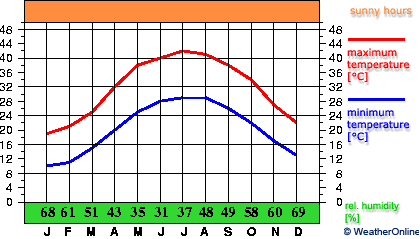 sunny hours
48 48
44 44
40 40
36 36
32 32
28 28
24 24
20 20
16 16
12 12
8 8
4 4
0 0
maximum
temperature
[°C]
minimum
temperature
[°C]
68 61 51 43 35 31 37 48 49 58 60 69
rel. humidity
[%]
J F M A M J J A S O N D
© WeatherOnline